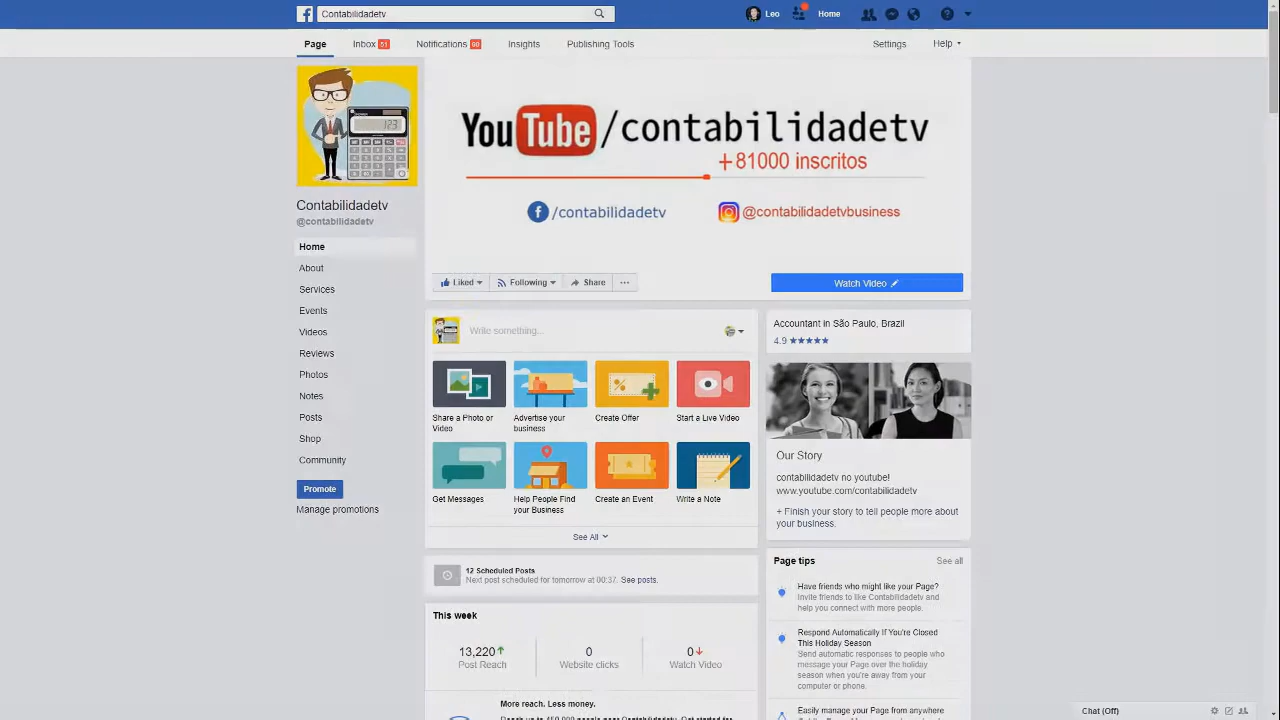 Contabilidadetv
Leo
Home
Page
Inbox 51
Notifications 90
Insights
Publishing Tools
Settings
Help
123
YouTube/contabilidadetv
+81000 inscritos
/contabilidadetv
@contabilidadetvbusiness
Contabilidadetv
@contabilidadetv
Home
About
Services
Events
Videos
Reviews
Photos
Notes
Posts
Shop
Community
Promote
Manage promotions
Liked
Following
Share
Watch Video
Write something...
Share a Photo or
Video
Advertise your
business
Create Offer
Start a Live Video
Get Messages
Help People Find
your Business
Create an Event
Write a Note
See All
12 Scheduled Posts
Next post scheduled for tomorrow at 00:37. See posts.
This week
13,220
Post Reach
0
Website clicks
0
Watch Video
More reach. Less money.
Accountant in São Paulo, Brazil
4.9 ★★★★★
Our Story
contabilidadetv no youtube!
www.youtube.com/contabilidadetv
+ Finish your story to tell people more about
your business.
Page tips
See all
Have friends who might like your Page?
Invite friends to like Contabilidadetv and
help you connect with more people.
Respond Automatically If You're Closed
This Holiday Season
Send automatic responses to people who
message your Page over the holiday
season when you're away from your
computer or phone.
Easily manage your Page from anywhere
Chat (Off)